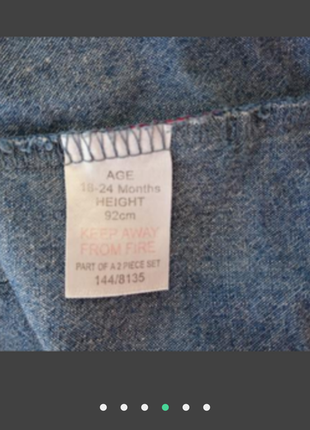 AGE
18-24 Months
HEIGHT
92cm
KEEP AWAY
FROM FIRE
PART OF A 2 PIECE SET
144/8135